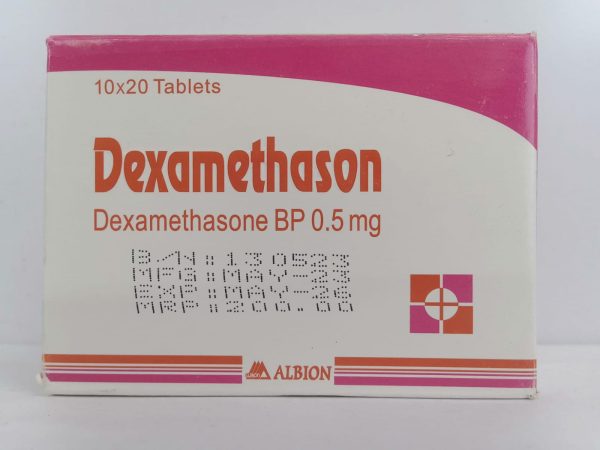 10x20 Tablets
Dexamethason
Dexamethasone BP 0.5 mg
B/N:130523
MFG:MAY-23
EXP:MAY-26
MRP:200.00
ALBION